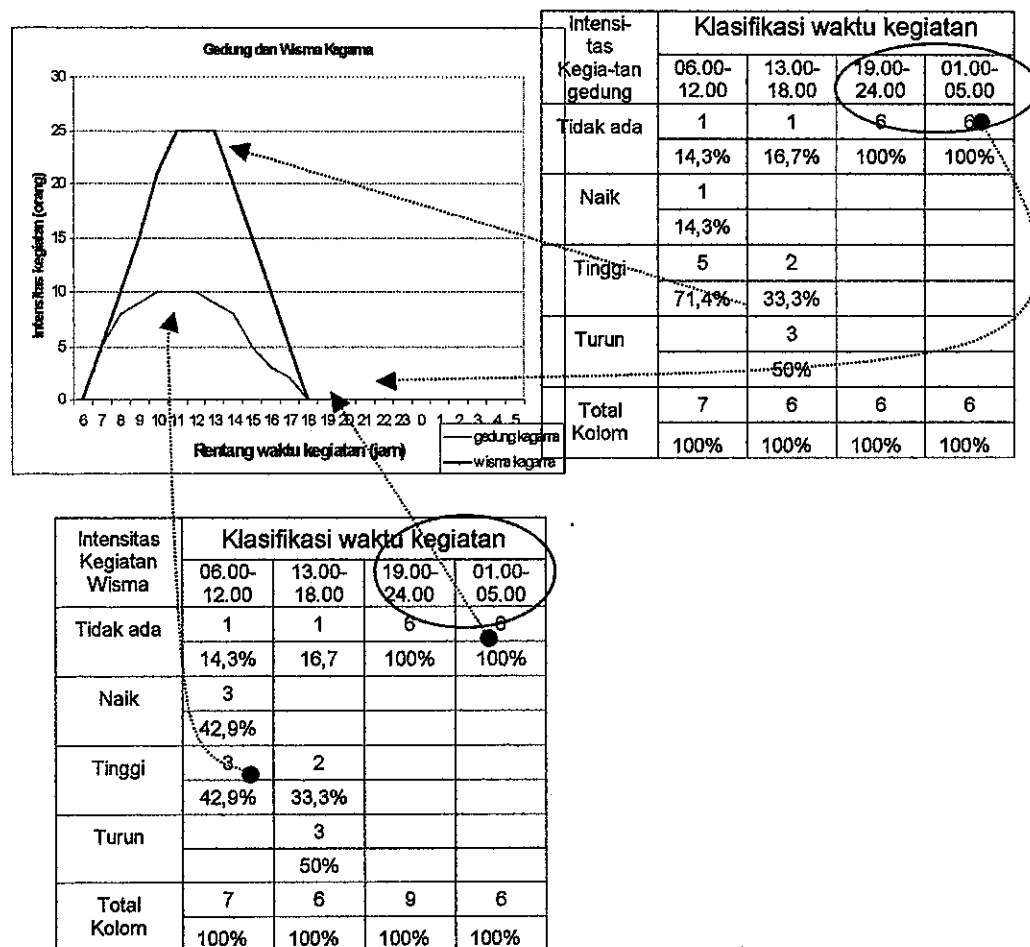 Gedung dan Wisma Kagama
30
25
20
15
10
5
0
Intensitas kegiatan (orang)
6 7 8 9 10 11 12 13 14 15 16 17 18 19 20 21 22 23 0 1 2 3 4 5
Rentang waktu kegiatan (jam)
gedung kagama
wisma kagama
Intensi-
tas
Kegia-tan
gedung
Klasifikasi waktu kegiatan
06.00-12.00 13.00-18.00 19.00-24.00 01.00-05.00
Tidak ada 1 1 6 6
14,3% 16,7% 100% 100%
Naik 1
14,3%
Tinggi 5 2
71,4% 33,3%
Turun 3
50%
Total
Kolom
7 6 6 6
100% 100% 100% 100%
Intensitas
Kegiatan
Wisma
Klasifikasi waktu kegiatan
06.00-12.00 13.00-18.00 19.00-24.00 01.00-05.00
Tidak ada 1 1 6 6
14,3% 16,7 100% 100%
Naik 3
42,9%
Tinggi 3 2
42,9% 33,3%
Turun 3
50%
Total
Kolom
7 6 9 6
100% 100% 100% 100%